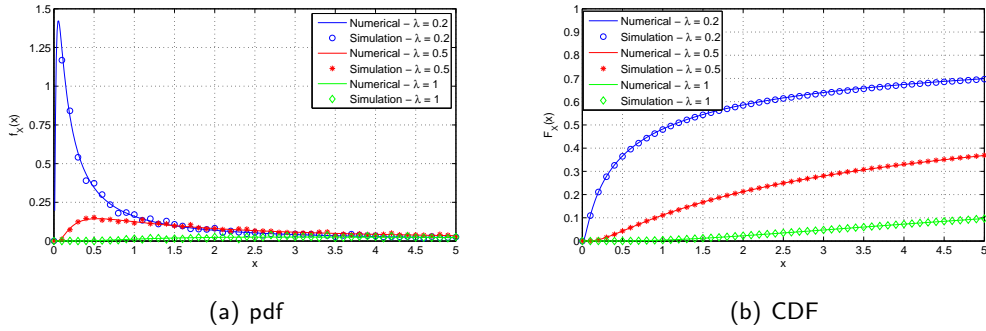 1.5
1.25
1
0.75
0.5
0.25
0
0 0.5 1 1.5 2 2.5 3 3.5 4 4.5 5
x
f_X(x)
Numerical – λ = 0.2
Simulation – λ = 0.2
Numerical – λ = 0.5
Simulation – λ = 0.5
Numerical – λ = 1
Simulation – λ = 1
(a) pdf
1
0.9
0.8
0.7
0.6
0.5
0.4
0.3
0.2
0.1
0
0 0.5 1 1.5 2 2.5 3 3.5 4 4.5 5
x
F_X(x)
Numerical – λ = 0.2
Simulation – λ = 0.2
Numerical – λ = 0.5
Simulation – λ = 0.5
Numerical – λ = 1
Simulation – λ = 1
(b) CDF